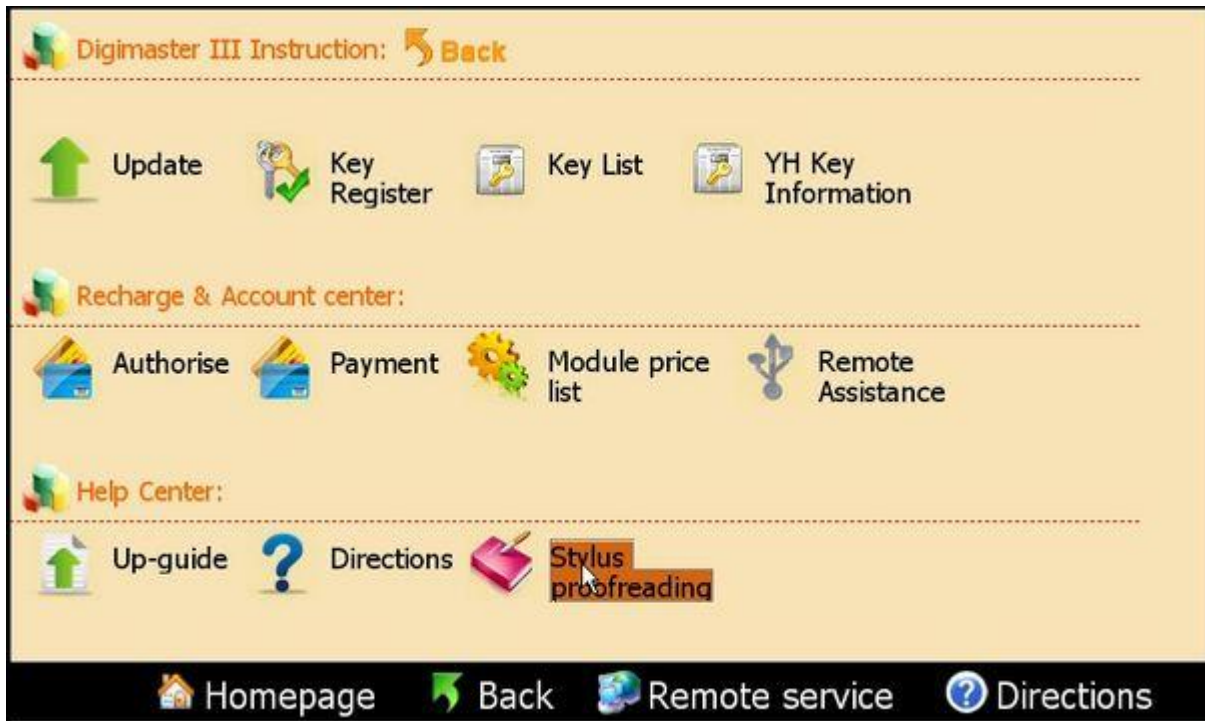 Digimaster III Instruction: Back
Update
Key
Register
Key List
YH Key
Information
Recharge & Account center:
Authorise
Payment
Module price
list
Remote
Assistance
Help Center:
Up-guide
Directions
Stylus
proofreading
Homepage Back Remote service Directions